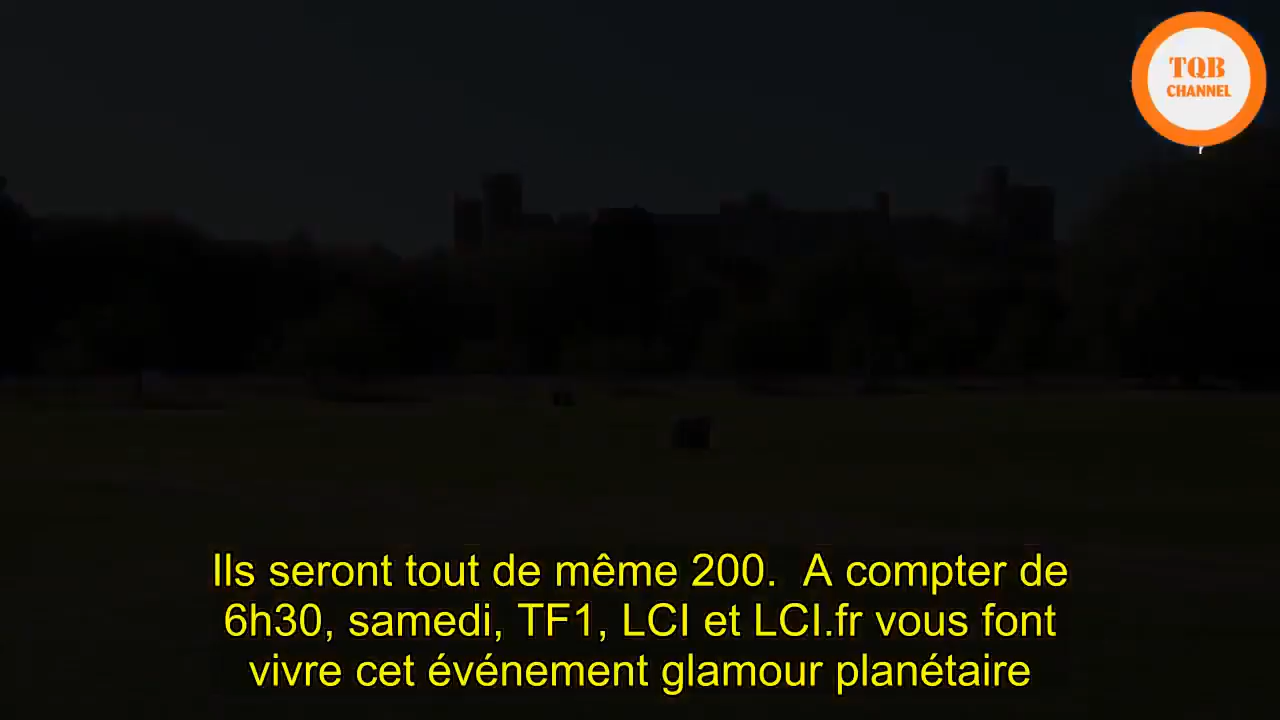 TQB
CHANNEL
Ils seront tout de même 200.  A compter de
6h30, samedi, TF1, LCI et LCI.fr vous font
vivre cet événement glamour planétaire